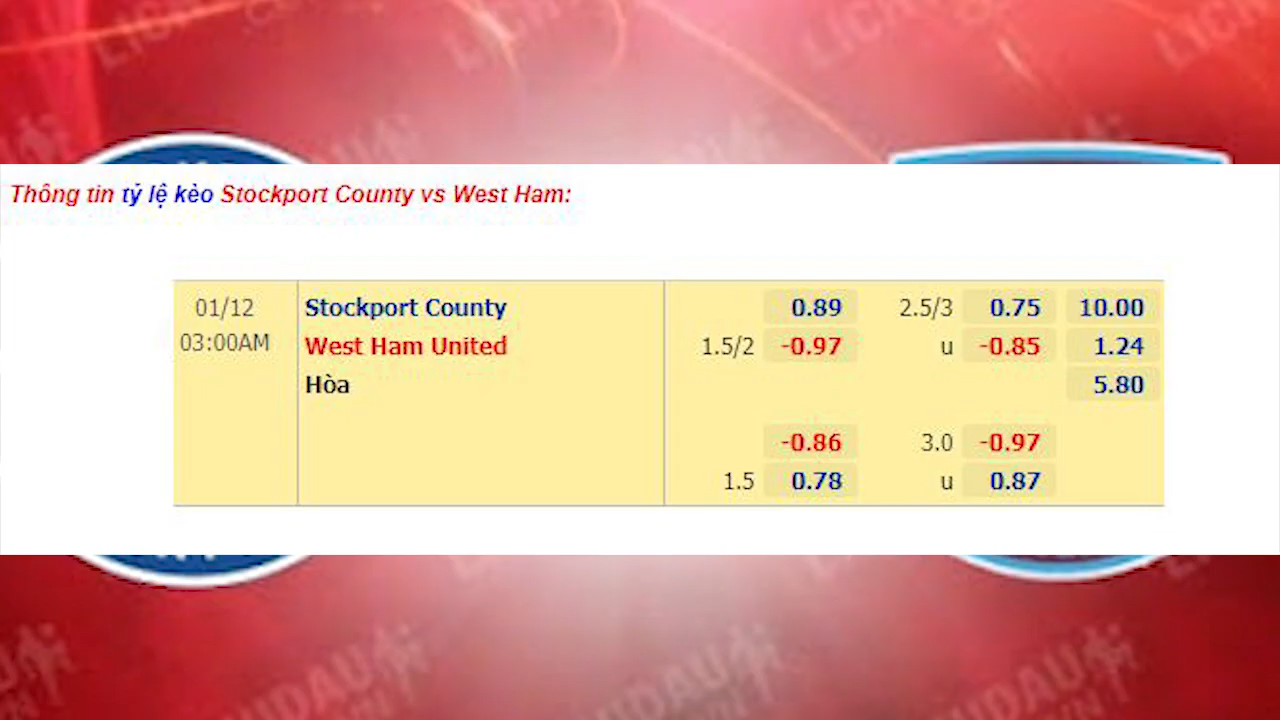 Thông tin tỷ lệ kèo Stockport County vs West Ham:
01/12 Stockport County 0.89 2.5/3 0.75 10.00
03:00AM West Ham United 1.5/2 -0.97 u -0.85 1.24
Hòa 5.80
-0.86 3.0 -0.97
1.5 0.78 u 0.87